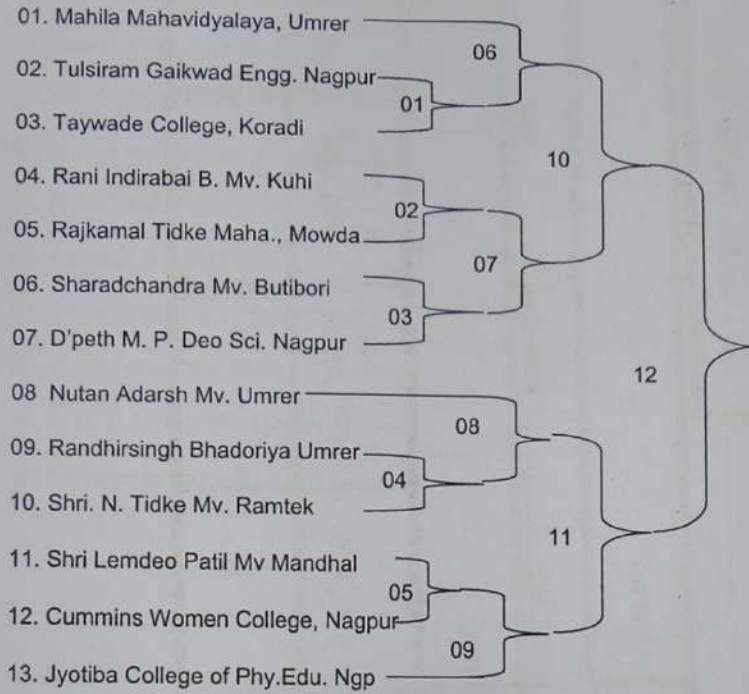 01. Mahila Mahavidyalaya, Umrer
06
02. Tulsiram Gaikwad Engg. Nagpur
01
03. Taywade College, Koradi
10
04. Rani Indirabai B. Mv. Kuhi
02
05. Rajkamal Tidke Maha., Mowda
07
06. Sharadchandra Mv. Butibori
03
07. D'peth M. P. Deo Sci. Nagpur
12
08 Nutan Adarsh Mv. Umrer
08
09. Randhirsingh Bhadoriya Umrer
04
10. Shri. N. Tidke Mv. Ramtek
11
11. Shri Lemdeo Patil Mv Mandhal
05
12. Cummins Women College, Nagpur
09
13. Jyotiba College of Phy.Edu. Ngp